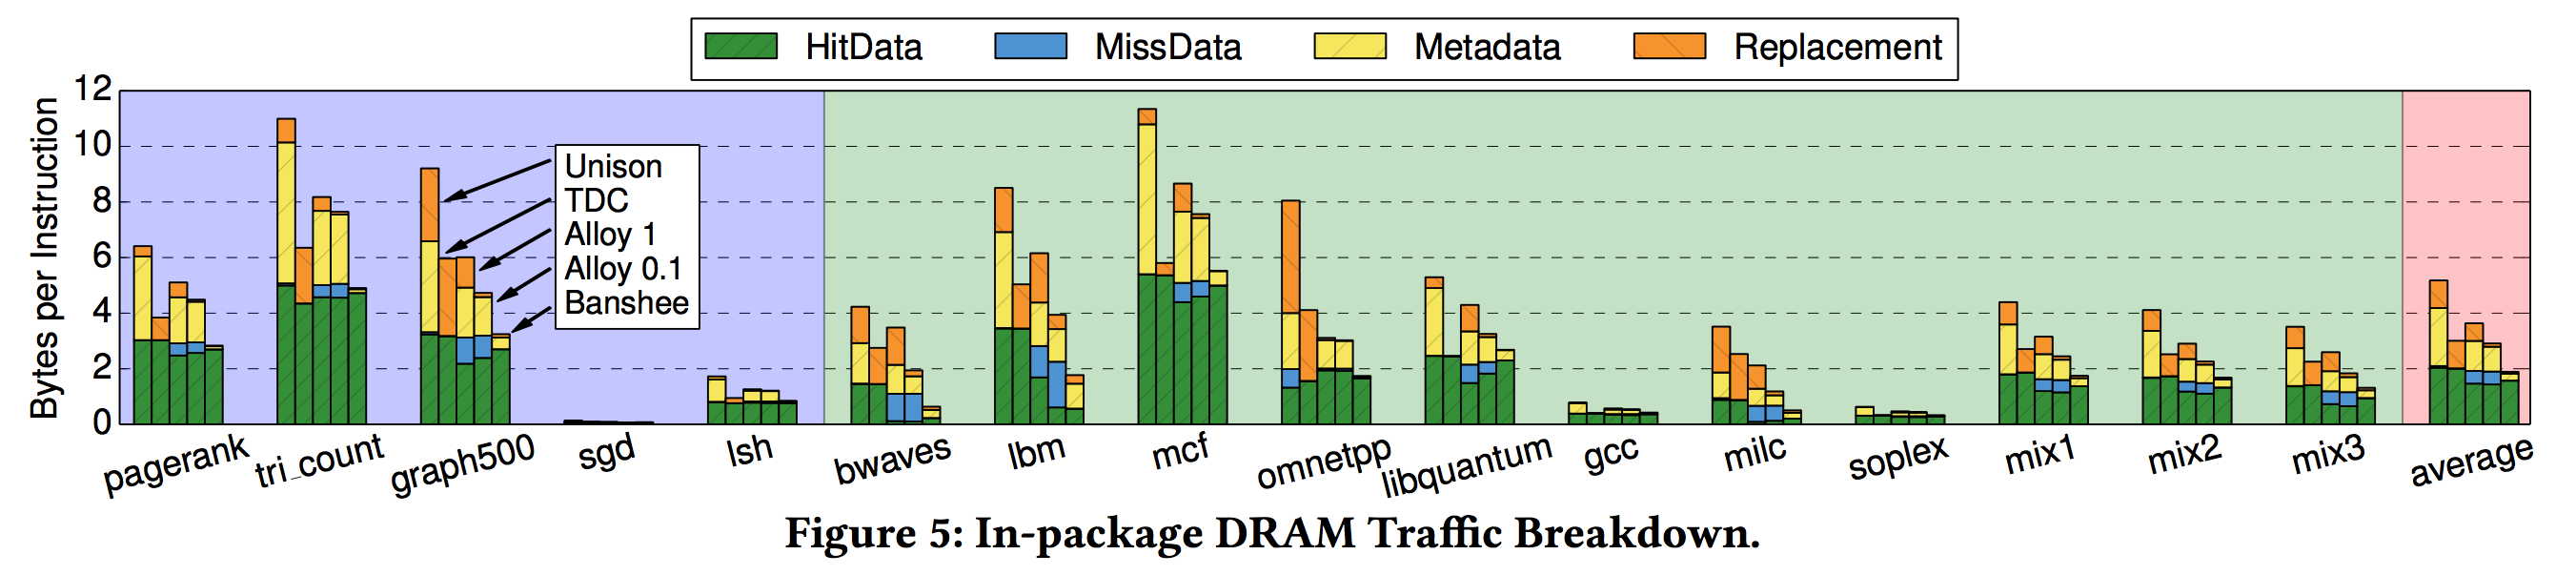 HitData MissData Metadata Replacement
12
10
8
6
4
2
0
Bytes per Instruction
Unison
TDC
Alloy 1
Alloy 0.1
Banshee
pagerank tri_count graph500 sgd lsh bwaves lbm mcf omnetpp libquantum gcc milc soplex mix1 mix2 mix3 average
Figure 5: In-package DRAM Traffic Breakdown.